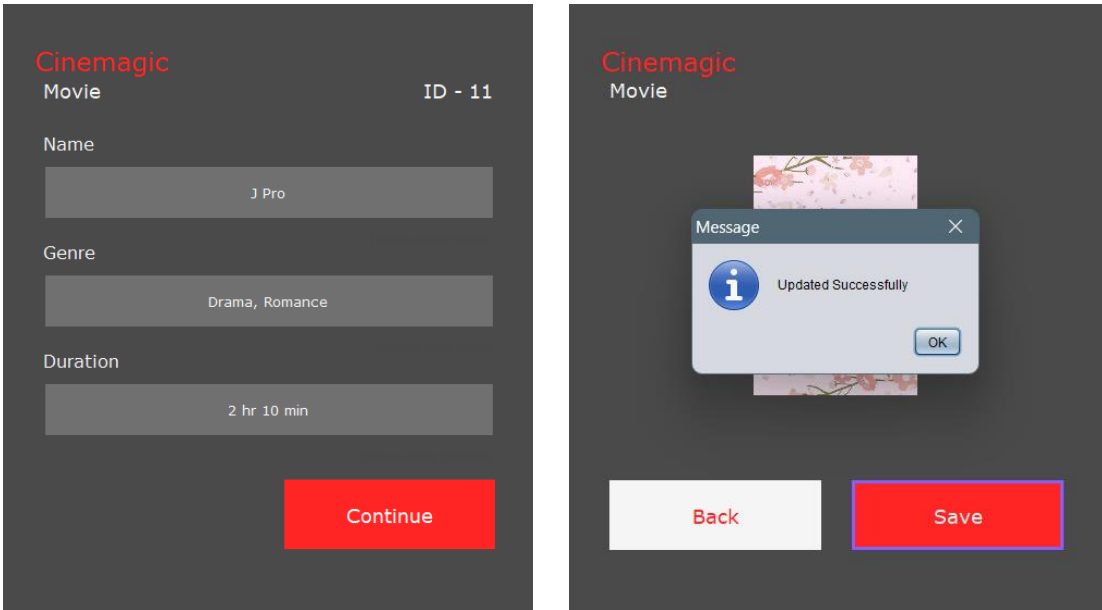 Cinemagic
Movie
ID - 11
Name
J Pro
Genre
Drama, Romance
Duration
2 hr 10 min
Continue
Cinemagic
Movie
Message
Updated Successfully
OK
Back
Save